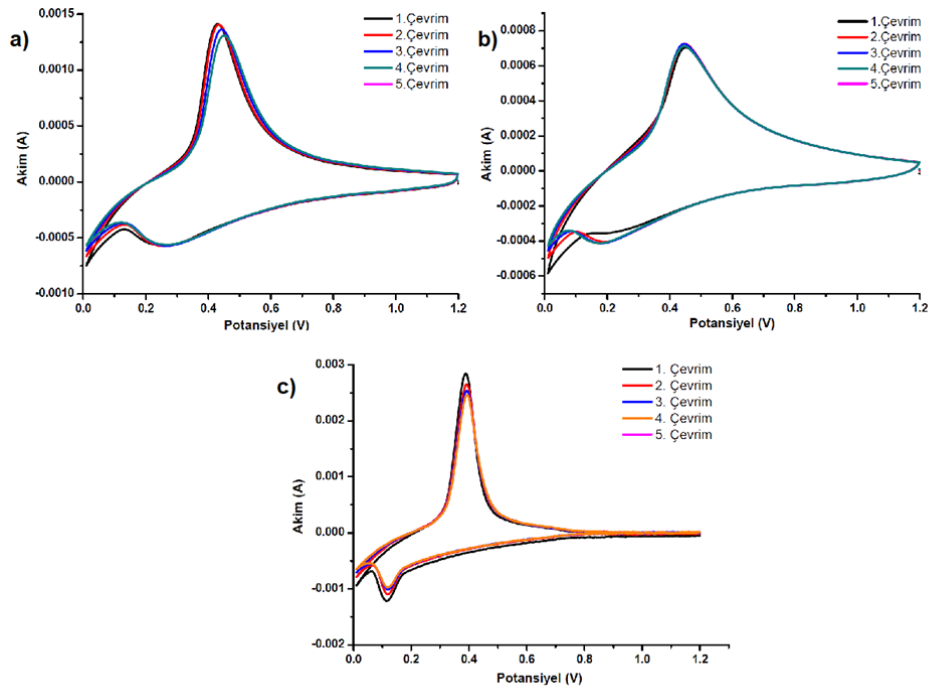 a)
0.0015
0.0010
0.0005
0.0000
-0.0005
-0.0010
Akim (A)
0.0
0.2
0.4
0.6
0.8
1.0
1.2
Potansiyel (V)
1.Çevrim
2.Çevrim
3.Çevrim
4.Çevrim
5.Çevrim
b)
0.0008
0.0006
0.0004
0.0002
0.0000
-0.0002
-0.0004
-0.0006
Akim (A)
0.0
0.2
0.4
0.6
0.8
1.0
1.2
Potansiyel (V)
1.Çevrim
2.Çevrim
3.Çevrim
4.Çevrim
5.Çevrim
c)
0.003
0.002
0.001
0.000
-0.001
-0.002
Akim (A)
0.0
0.2
0.4
0.6
0.8
1.0
1.2
Potansiyel (V)
1. Çevrim
2. Çevrim
3. Çevrim
4. Çevrim
5. Çevrim